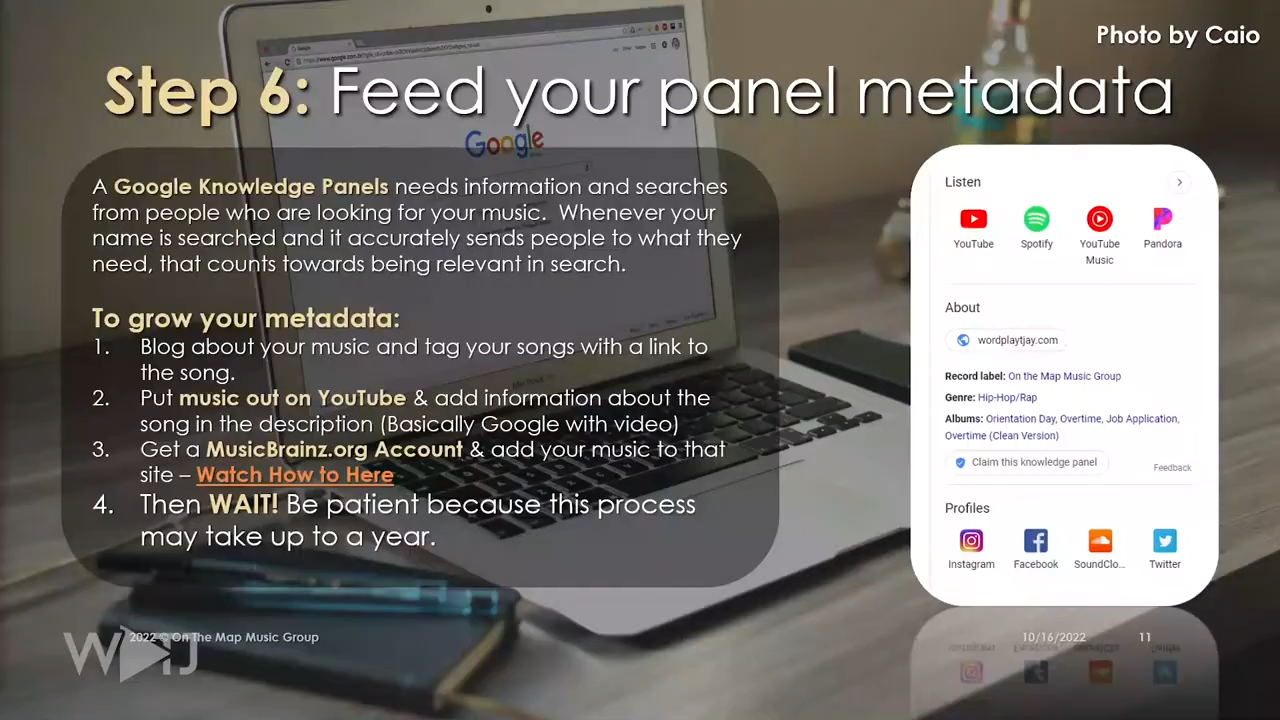 Photo by Caio
Step 6: Feed your panel metadata
Google
A Google Knowledge Panels needs information and searches
from people who are looking for your music. Whenever your
name is searched and it accurately sends people to what they
need, that counts towards being relevant in search.
To grow your metadata:
1. Blog about your music and tag your songs with a link to
the song.
2. Put music out on YouTube & add information about the
song in the description (Basically Google with video)
3. Get a MusicBrainz.org Account & add your music to that
site – Watch How to Here
4. Then WAIT! Be patient because this process
may take up to a year.
Listen
YouTube Spotify YouTube Pandora
Music
About
wordplaytjay.com
Record label: On the Map Music Group
Genre: Hip-Hop/Rap
Albums: Orientation Day, Overtime, Job Application,
Overtime (Clean Version)
Claim this knowledge panel
Feedback
Profiles
Instagram Facebook SoundClo... Twitter
2022 © On The Map Music Group
10/16/2022 11